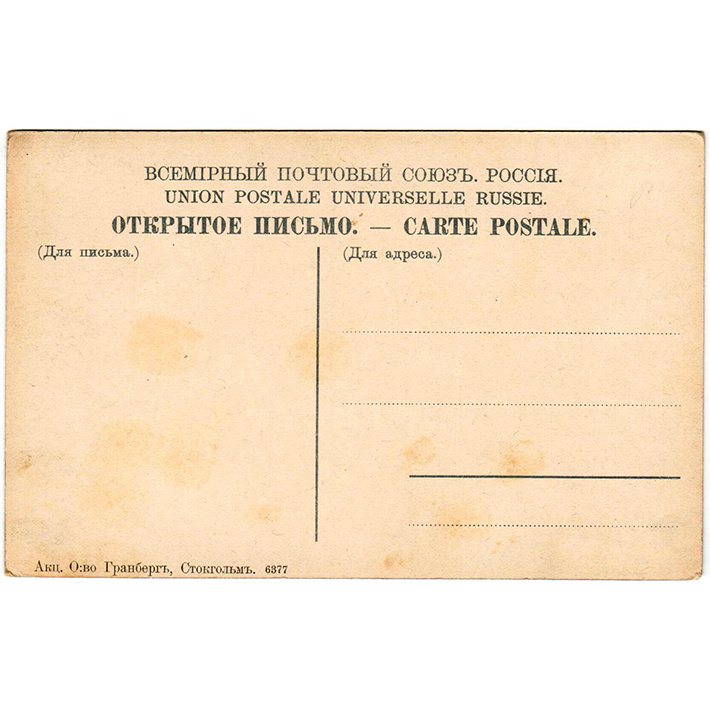 ВСЕМІРНЫЙ ПОЧТОВЫЙ СОЮЗЪ. РОССІЯ.
UNION POSTALE UNIVERSELLE RUSSIE.
ОТКРЫТОЕ ПИСЬМО. — CARTE POSTALE.
(Для письма.)
(Для адреса.)
Акц. О:во Гранбергъ, Стокгольмъ. 6377